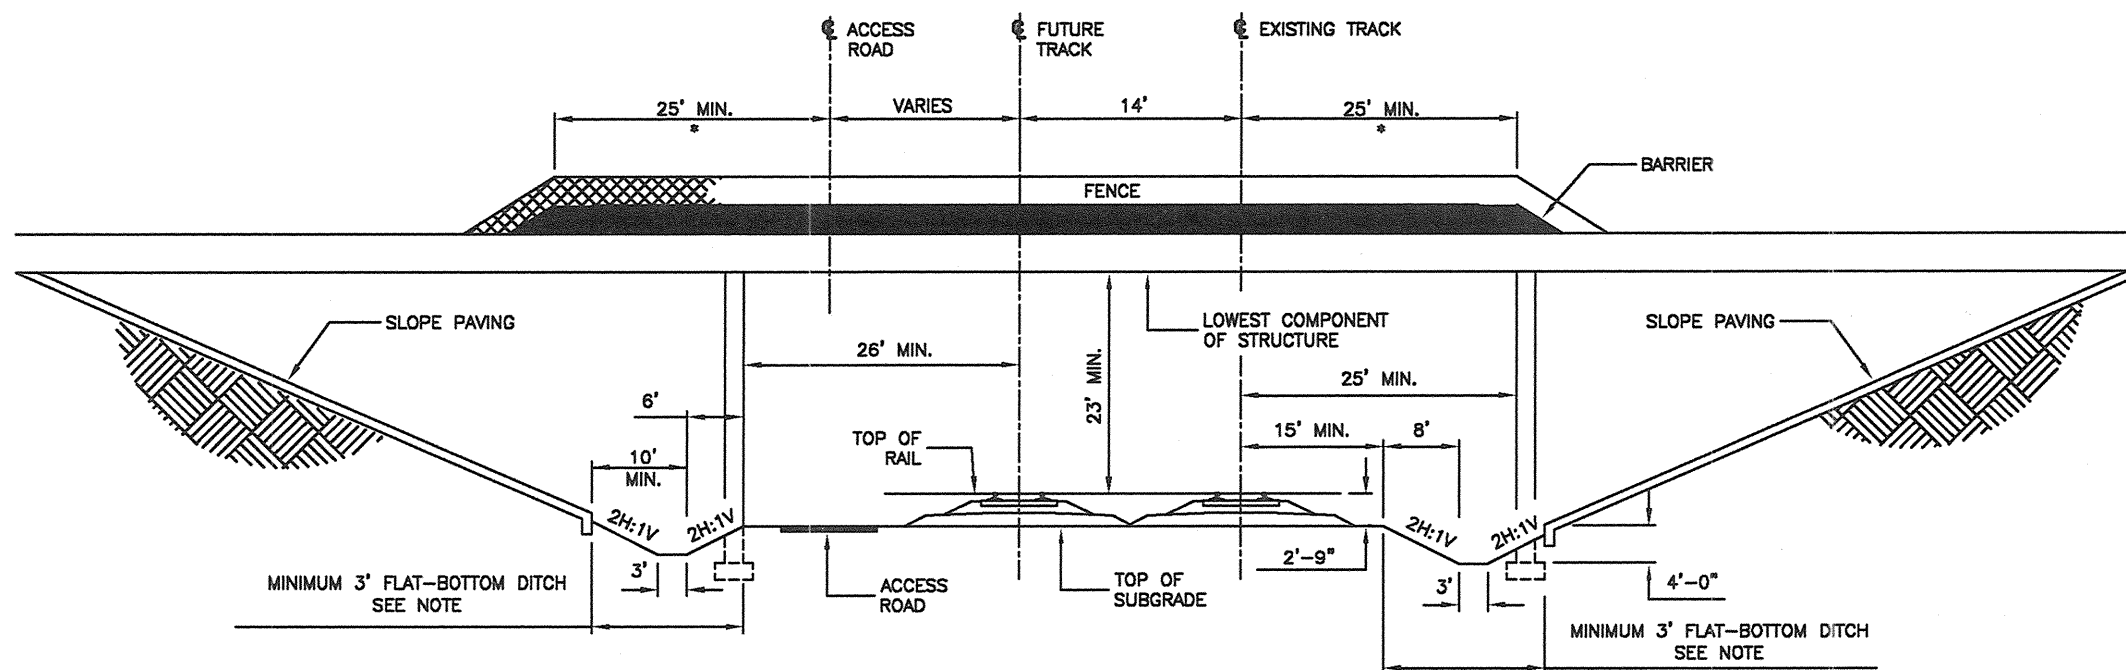 ℄ ACCESS
ROAD
℄ FUTURE
TRACK
℄ EXISTING TRACK
25' MIN.
*
VARIES
14'
25' MIN.
*
BARRIER
FENCE
SLOPE PAVING
LOWEST COMPONENT
OF STRUCTURE
SLOPE PAVING
26' MIN.
23' MIN.
25' MIN.
6'
15' MIN.
8'
TOP OF
RAIL
10'
MIN.
2H:1V
2H:1V
2H:1V
2H:1V
3'
2'-9"
MINIMUM 3' FLAT-BOTTOM DITCH
SEE NOTE
ACCESS
ROAD
TOP OF
SUBGRADE
3'
4'-0"
MINIMUM 3' FLAT-BOTTOM DITCH
SEE NOTE